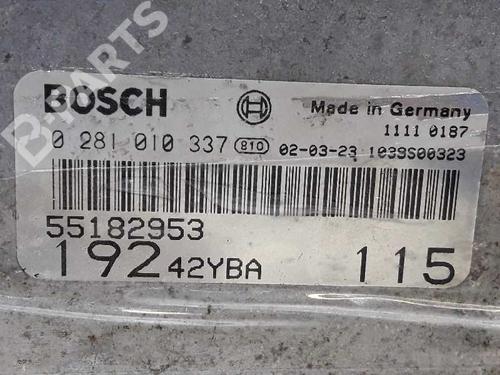 B-PARTS
BOSCH
Made in Germany
1111 0187
0 281 010 337 810 02-03-23 1039S00323
55182953
192 42YBA 115